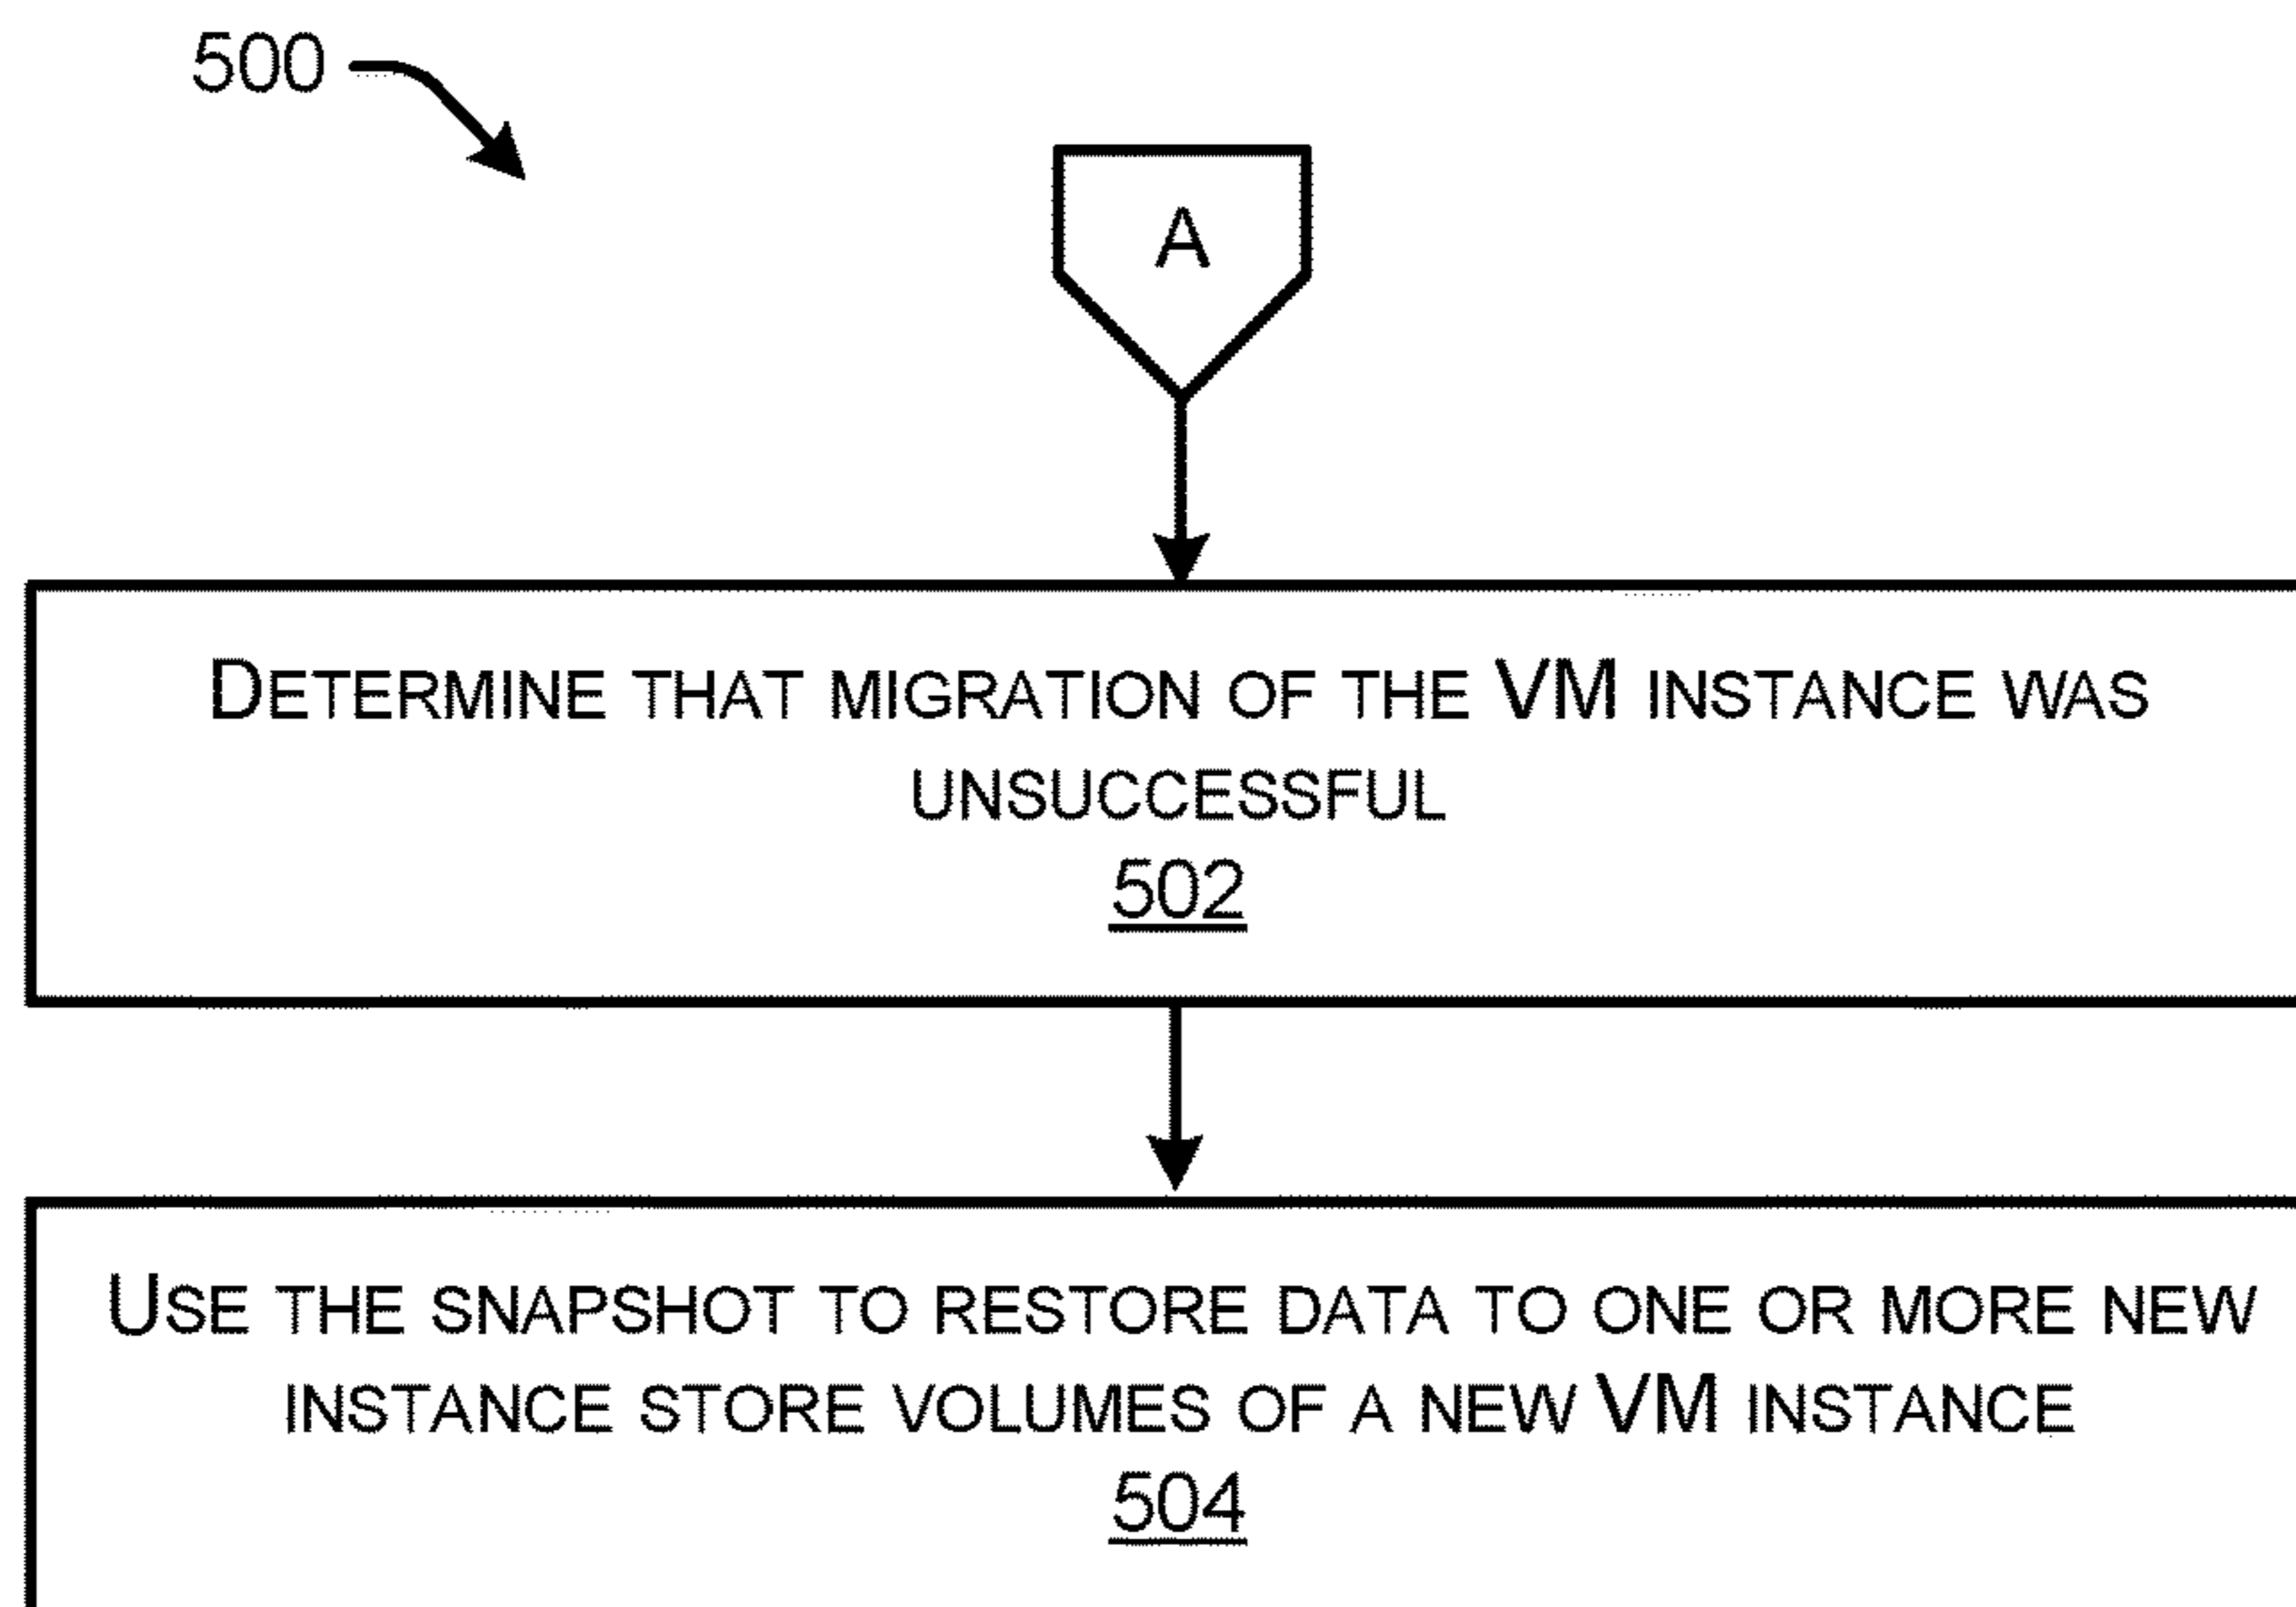 500
A
DETERMINE THAT MIGRATION OF THE VM INSTANCE WAS
UNSUCCESSFUL
502
USE THE SNAPSHOT TO RESTORE DATA TO ONE OR MORE NEW
INSTANCE STORE VOLUMES OF A NEW VM INSTANCE
504